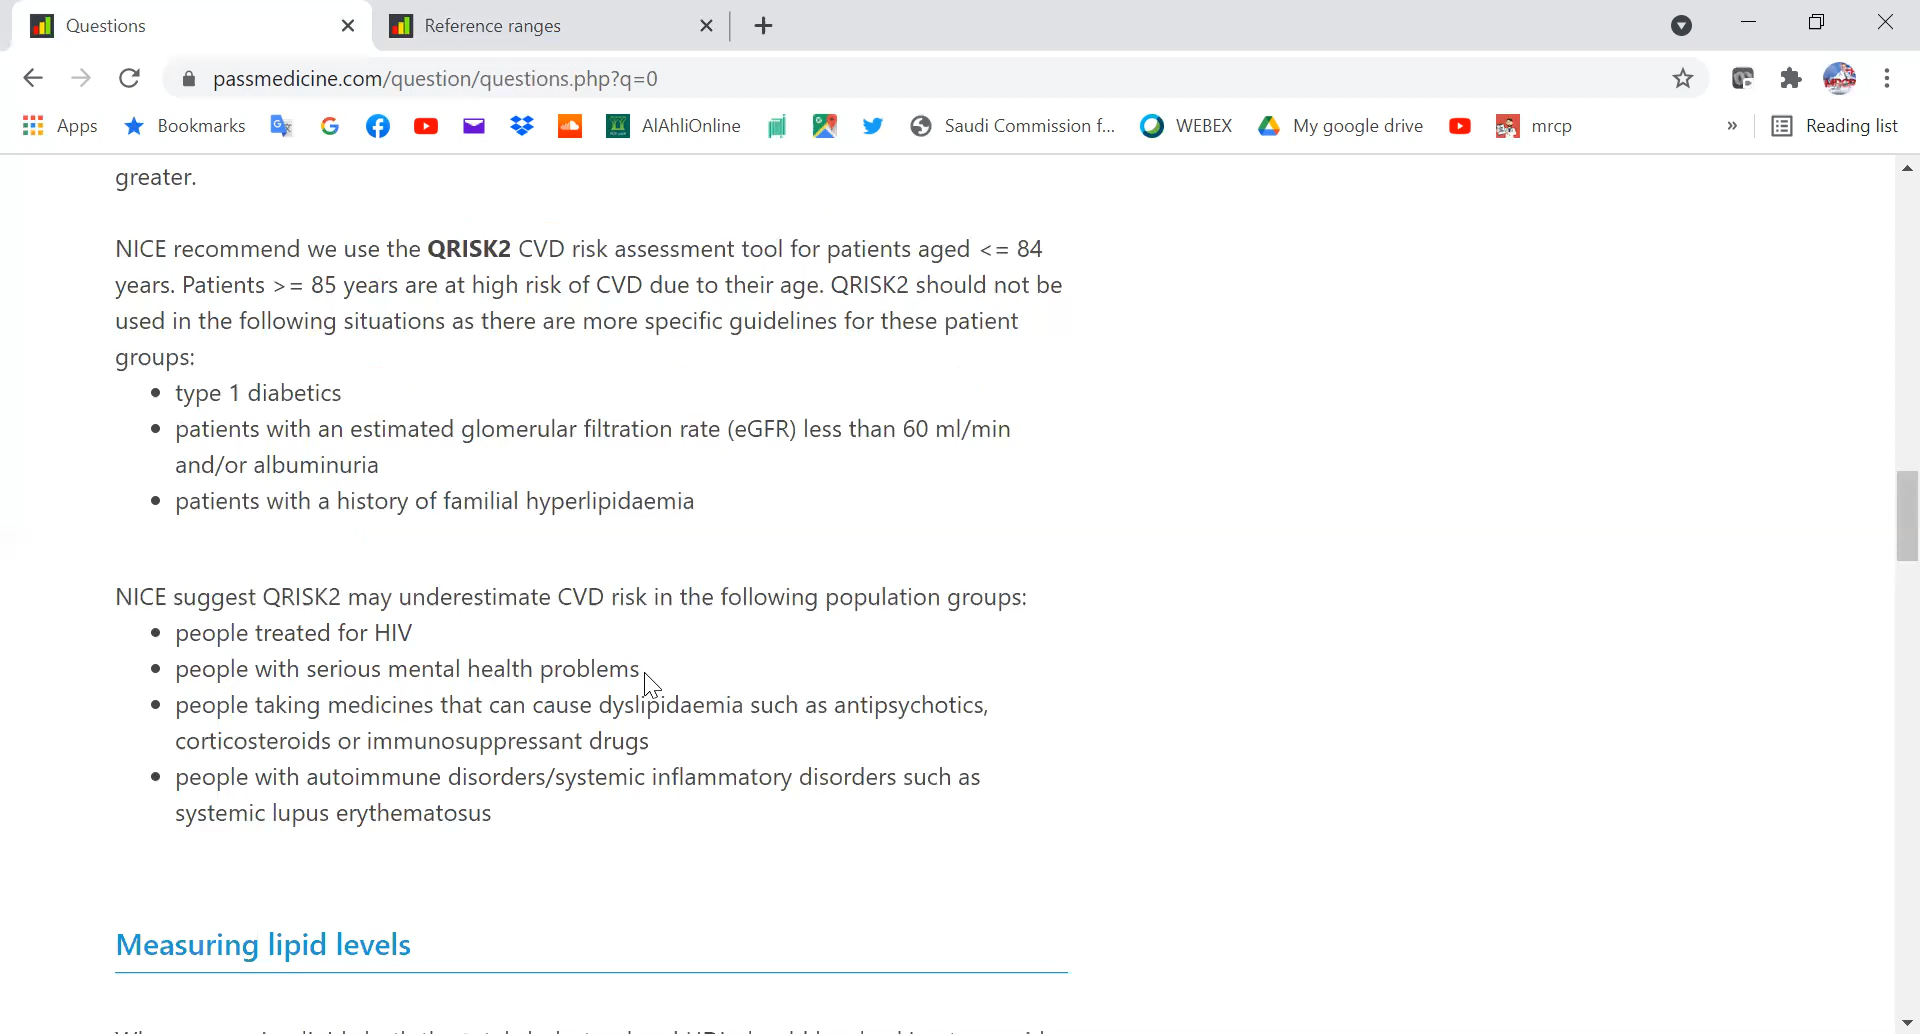 Questions
Reference ranges
passmedicine.com/question/questions.php?q=0
Apps
Bookmarks
AlAhliOnline
Saudi Commission f...
WEBEX
My google drive
mrcp
»
Reading list
greater.
NICE recommend we use the QRISK2 CVD risk assessment tool for patients aged <= 84
years. Patients >= 85 years are at high risk of CVD due to their age. QRISK2 should not be
used in the following situations as there are more specific guidelines for these patient
groups:
• type 1 diabetics
• patients with an estimated glomerular filtration rate (eGFR) less than 60 ml/min
and/or albuminuria
• patients with a history of familial hyperlipidaemia
NICE suggest QRISK2 may underestimate CVD risk in the following population groups:
• people treated for HIV
• people with serious mental health problems
• people taking medicines that can cause dyslipidaemia such as antipsychotics,
corticosteroids or immunosuppressant drugs
• people with autoimmune disorders/systemic inflammatory disorders such as
systemic lupus erythematosus
Measuring lipid levels